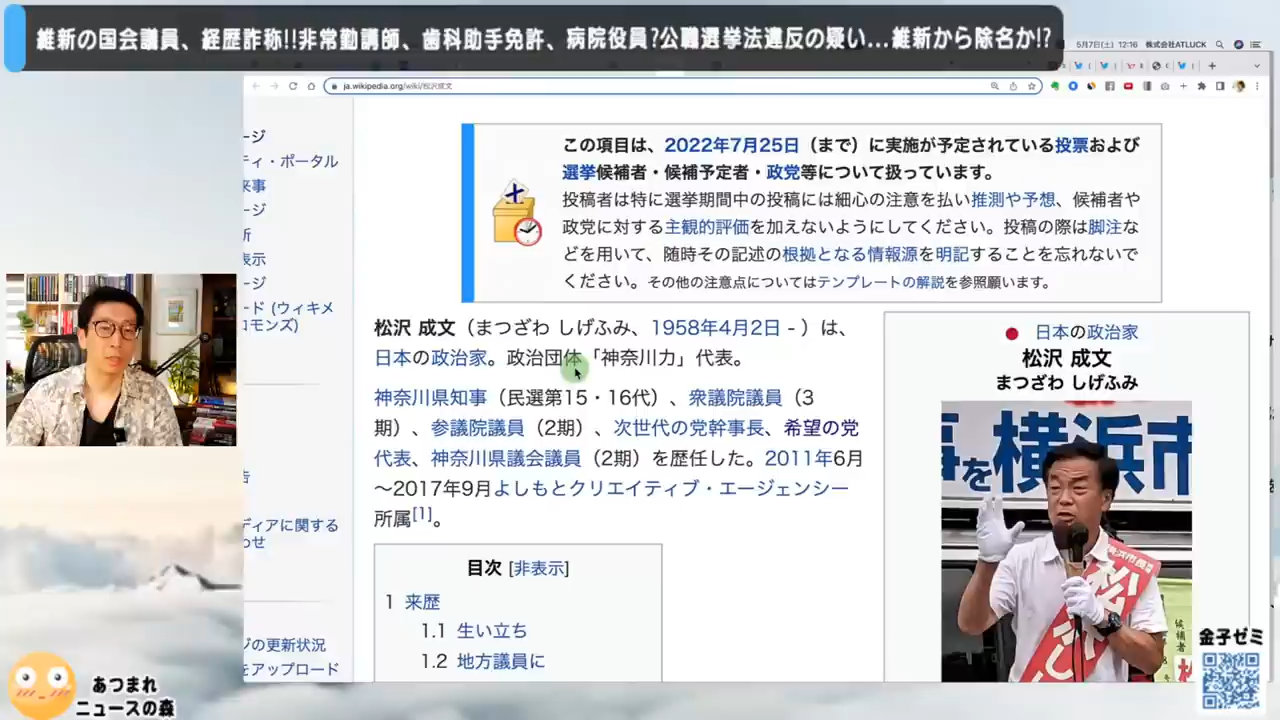 維新の国会議員、経歴詐称!!非常勤講師、歯科助手免許、病院役員?公職選挙法違反の疑い…維新から除名か!?
5月7日(土) 12:16 株式会社ATLUCK
ja.wikipedia.org/wiki/松沢成文
ージ
ティ・ポータル
来事
ージ
新
表示
ージ
ード (ウィキメ
コモンズ)
告
ディアに関する
わせ
ジの更新状況
をアップロード
この項目は、2022年7月25日（まで）に実施が予定されている投票および
選挙候補者・候補予定者・政党等について扱っています。
投稿者は特に選挙期間中の投稿には細心の注意を払い推測や予想、候補者や
政党に対する主観的評価を加えないようにしてください。投稿の際は脚注な
どを用いて、随時その記述の根拠となる情報源を明記することを忘れないで
ください。その他の注意点についてはテンプレートの解説を参照願います。
松沢 成文（まつざわ しげふみ、1958年4月2日 - ）は、
日本の政治家。政治団体「神奈川力」代表。
神奈川県知事（民選第15・16代）、衆議院議員（3
期）、参議院議員（2期）、次世代の党幹事長、希望の党
代表、神奈川県議会議員（2期）を歴任した。2011年6月
〜2017年9月よしもとクリエイティブ・エージェンシー
所属[1]。
目次 [非表示]
1 来歴
1.1 生い立ち
1.2 地方議員に
日本の政治家
松沢 成文
まつざわ しげふみ
を横浜市
候補者
金子ゼミ
あつまれ
ニュースの森